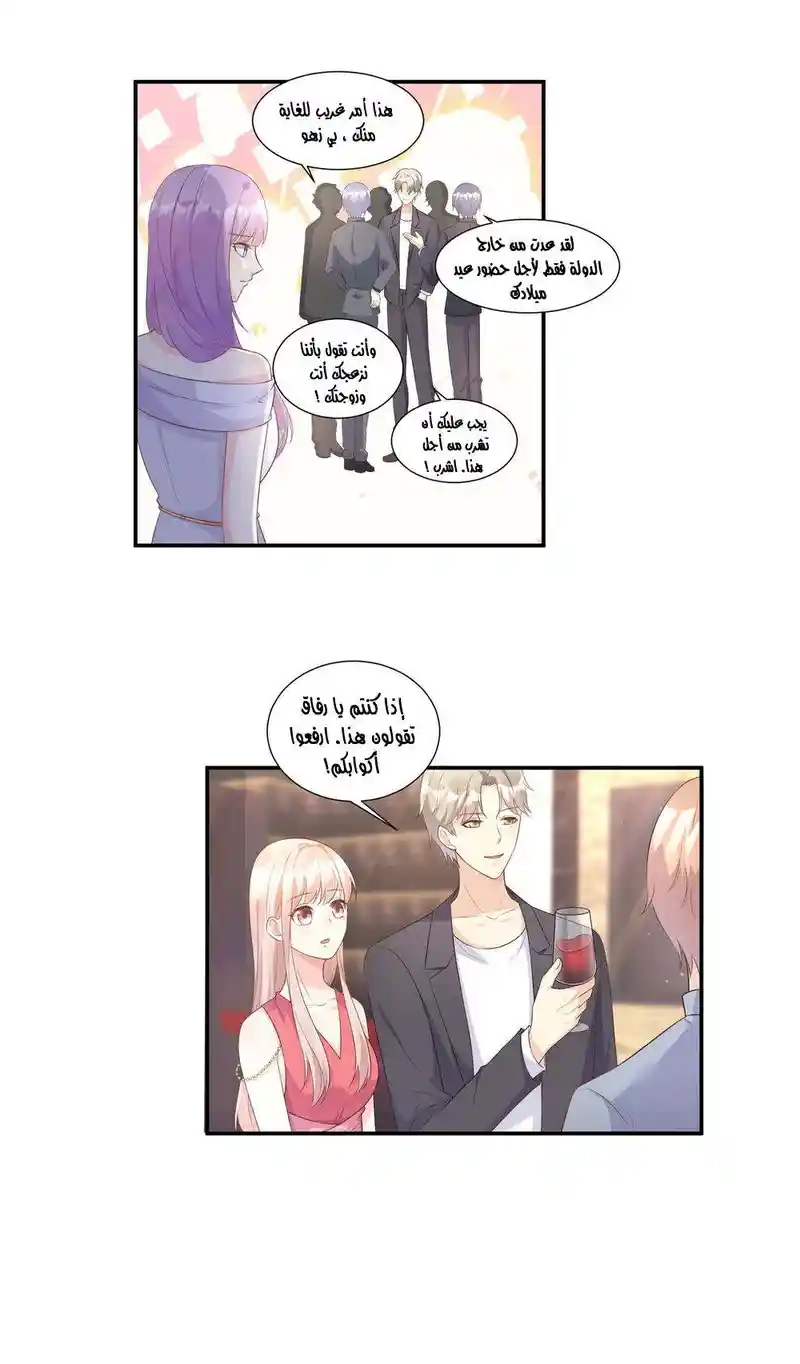 هذا أمر غريب للغاية
منك ، بي زهو
لقد عدت من خارج
الدولة فقط لأجل حضور عيد
ميلادك
وأنت تقول بأننا
نزعجك أنت
وزوجتك !
يجب عليك أن
تشرب من أجل
هذا. اشرب !
إذا كنتم يا رفاق
تقولون هذا. ارفعوا
أكوابكم!